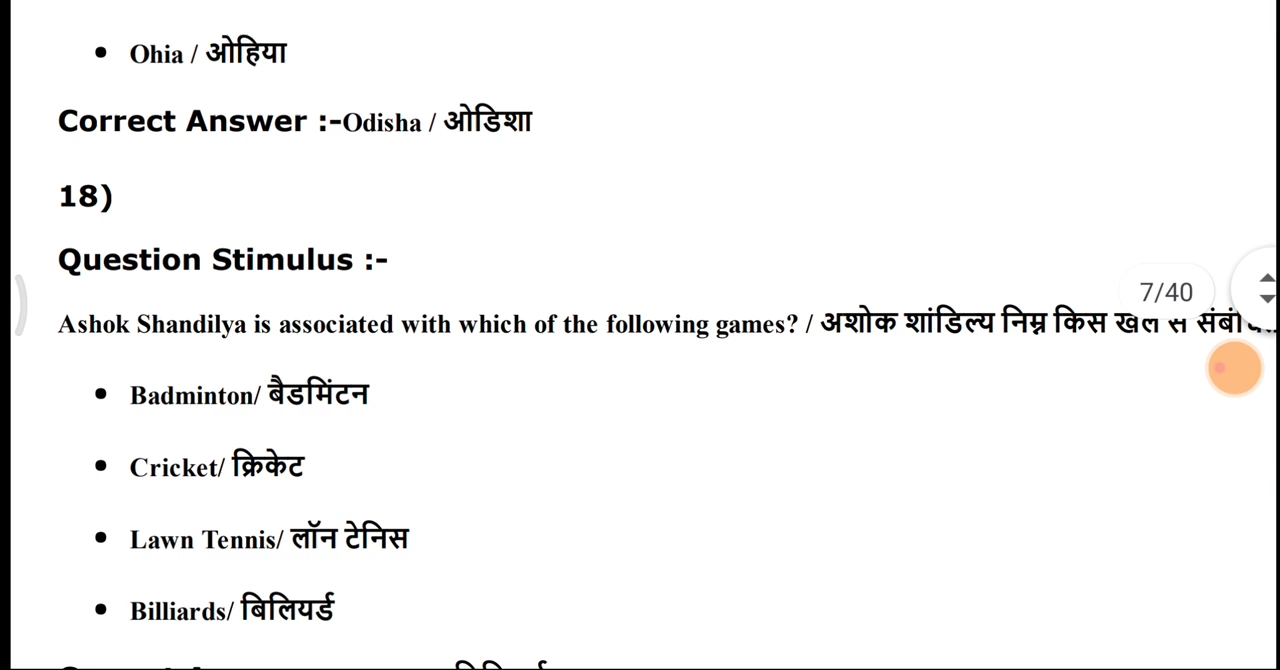 • Ohia / ओहिया
Correct Answer :-Odisha / ओडिशा
18)
Question Stimulus :-
7/40
Ashok Shandilya is associated with which of the following games? / अशोक शांडिल्य निम्न किस खेल से
• Badminton/ बैडमिंटन
• Cricket/ क्रिकेट
• Lawn Tennis/ लॉन टेनिस
• Billiards/ बिलियर्ड